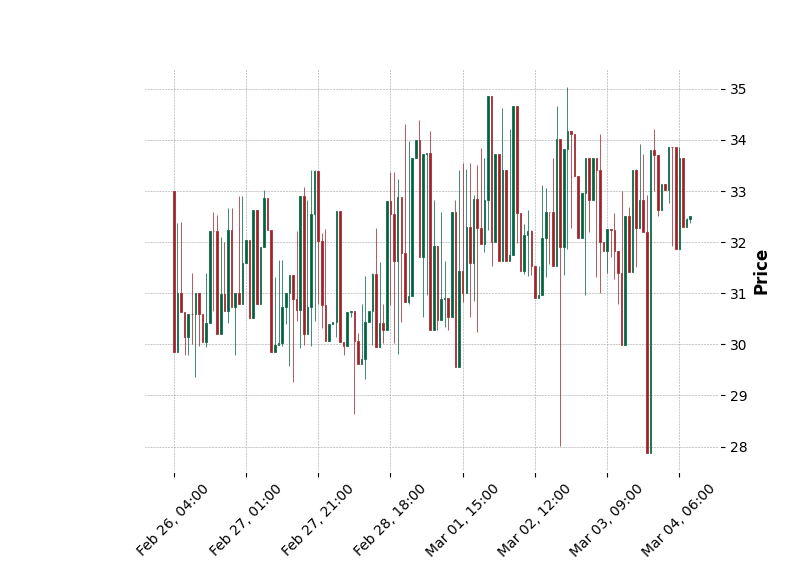 35
34
33
32
31
30
29
28
Price
Feb 26, 04:00
Feb 27, 01:00
Feb 27, 21:00
Feb 28, 18:00
Mar 01, 15:00
Mar 02, 12:00
Mar 03, 09:00
Mar 04, 06:00